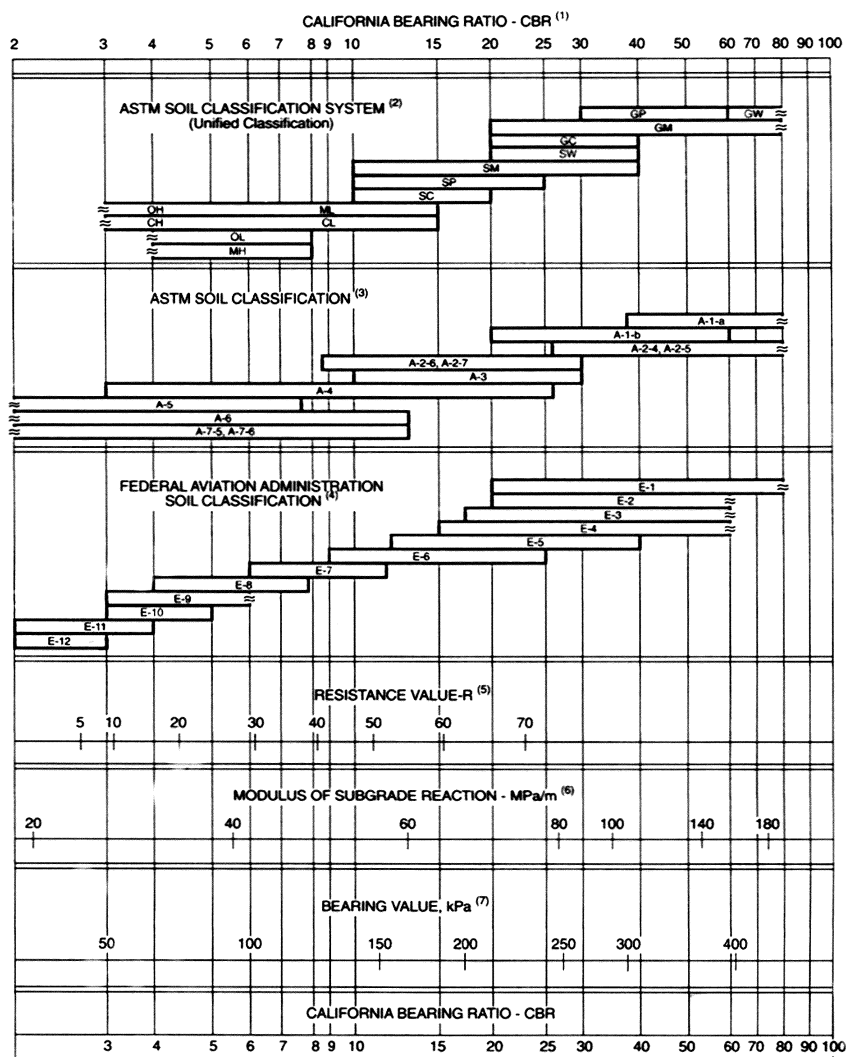 CALIFORNIA BEARING RATIO - CBR (1)
2 3 4 5 6 7 8 9 10 15 20 25 30 40 50 60 70 80 90 100
ASTM SOIL CLASSIFICATION SYSTEM (2)
(Unified Classification)
GP GW
GM
GC
SW
SM
SP
SC
OH ML
CH CL
OL
MH
ASTM SOIL CLASSIFICATION (3)
A-1-a
A-1-b
A-2-4, A-2-5
A-2-6, A-2-7
A-3
A-4
A-5
A-6
A-7-5, A-7-6
FEDERAL AVIATION ADMINISTRATION
SOIL CLASSIFICATION (4)
E-1
E-2
E-3
E-4
E-5
E-6
E-7
E-8
E-9
E-10
E-11
E-12
RESISTANCE VALUE-R (5)
5 10 20 30 40 50 60 70
MODULUS OF SUBGRADE REACTION - MPa/m (6)
20 40 60 80 100 140 180
BEARING VALUE, kPa (7)
50 100 150 200 250 300 400
CALIFORNIA BEARING RATIO - CBR
3 4 5 6 7 8 9 10 15 20 25 30 40 50 60 70 80 90 100